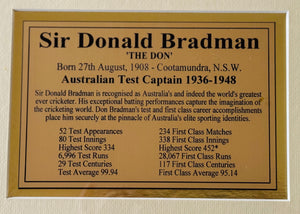 Sir Donald Bradman
'THE DON'
Born 27th August, 1908 - Cootamundra, N.S.W.
Australian Test Captain 1936-1948
Sir Donald Bradman is recognised as Australia's and indeed the world's greatest
ever cricketer. His exceptional batting performances capture the imagination of
the cricketing world. Don Bradman's test and first class career accomplishments
place him securely at the pinnacle of Australia's elite sporting identities.
52 Test Appearances 234 First Class Matches
80 Test Innings 338 First Class Innings
Highest Score 334 Highest Score 452*
6,996 Test Runs 28,067 First Class Runs
29 Test Centuries 117 First Class Centuries
Test Average 99.94 First Class Average 95.14